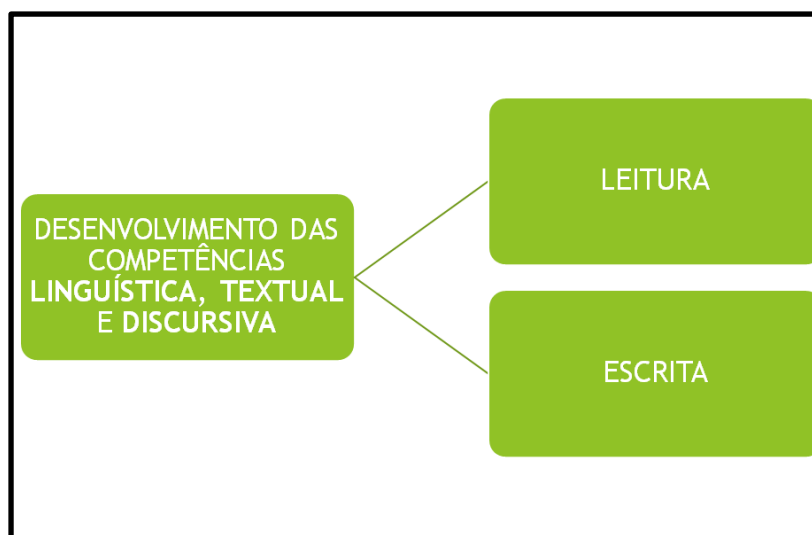 DESENVOLVIMENTO DAS
COMPETÊNCIAS
LINGUÍSTICA, TEXTUAL
E DISCURSIVA
LEITURA
ESCRITA